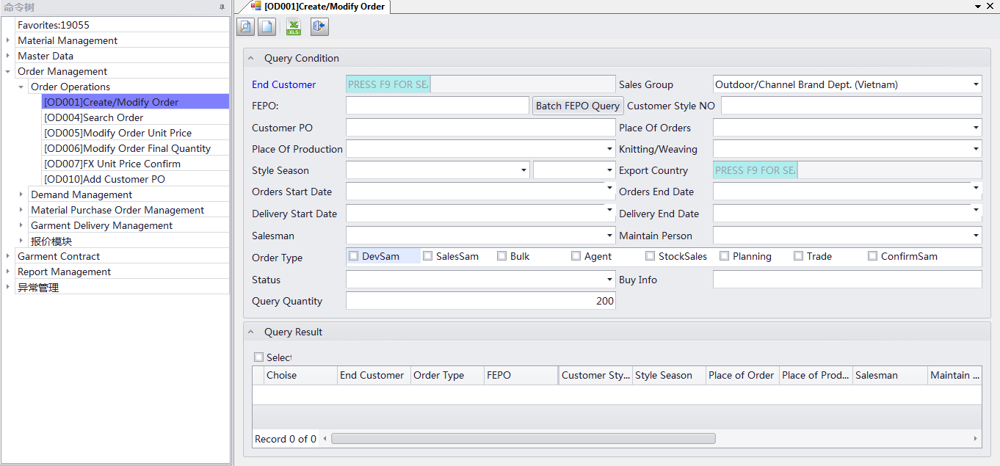 命令树
Favorites:19055
Material Management
Master Data
Order Management
Order Operations
[OD001]Create/Modify Order
[OD004]Search Order
[OD005]Modify Order Unit Price
[OD006]Modify Order Final Quantity
[OD007]FX Unit Price Confirm
[OD010]Add Customer PO
Demand Management
Material Purchase Order Management
Garment Delivery Management
报价模块
Garment Contract
Report Management
异常管理
[OD001]Create/Modify Order
XLS
Query Condition
End Customer PRESS F9 FOR SEA Sales Group Outdoor/Channel Brand Dept. (Vietnam)
FEPO: Batch FEPO Query Customer Style NO
Customer PO Place Of Orders
Place Of Production Knitting/Weaving
Style Season Export Country PRESS F9 FOR SEA
Orders Start Date Orders End Date
Delivery Start Date Delivery End Date
Salesman Maintain Person
Order Type DevSam SalesSam Bulk Agent StockSales Planning Trade ConfirmSam
Status Buy Info
Query Quantity 200
Query Result
Select
Choise End Customer Order Type FEPO Customer Sty... Style Season Place of Order Place of Prod... Salesman Maintain ...
Record 0 of 0